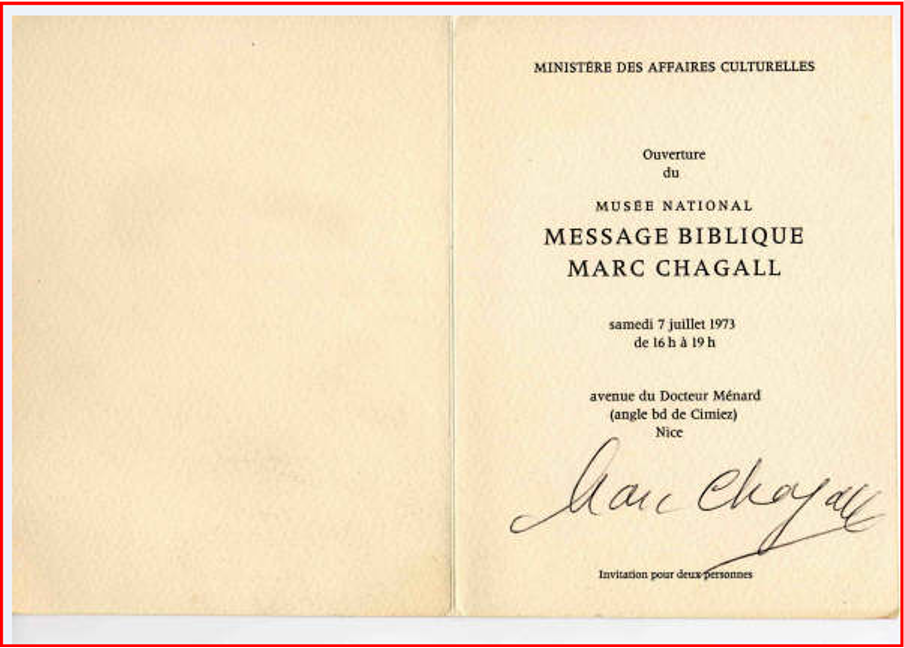 MINISTÈRE DES AFFAIRES CULTURELLES
Ouverture
du
MUSÉE NATIONAL
MESSAGE BIBLIQUE
MARC CHAGALL
samedi 7 juillet 1973
de 16 h à 19 h
avenue du Docteur Ménard
(angle bd de Cimiez)
Nice
Marc Chagall
Invitation pour deux personnes